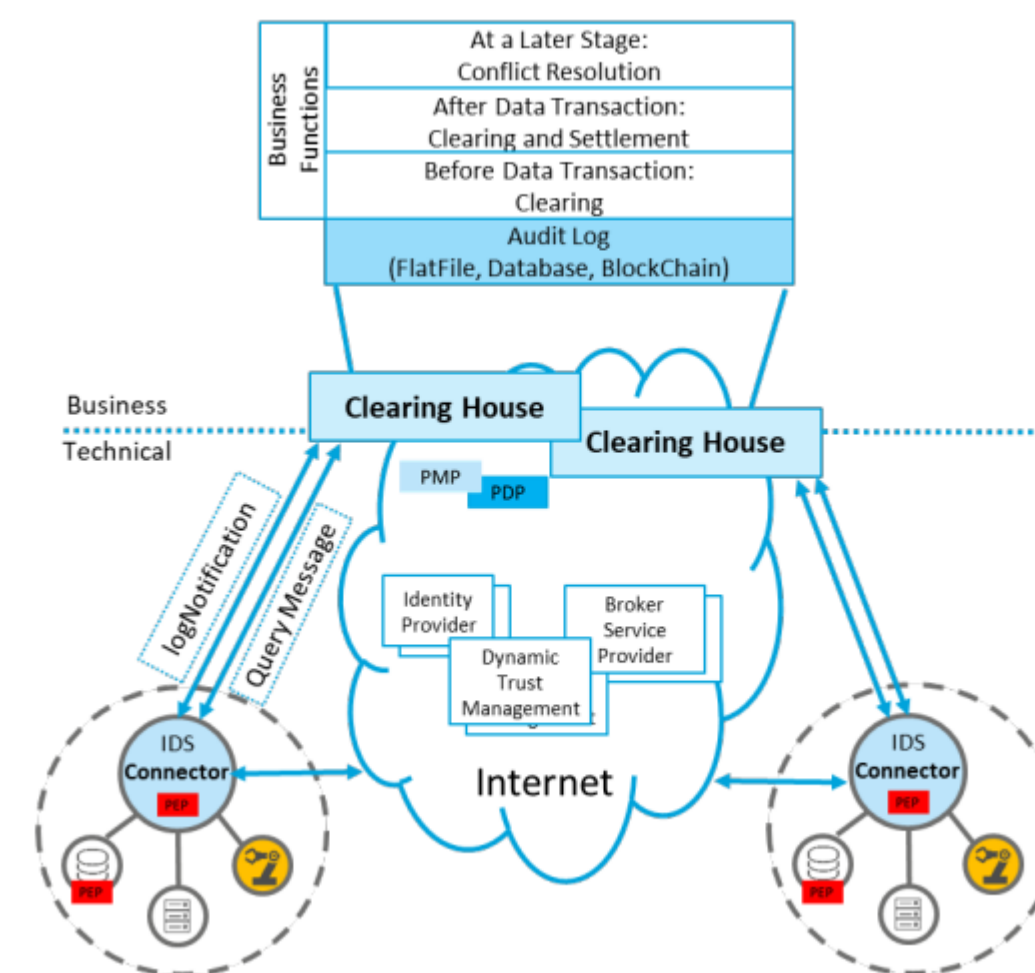 Business
Functions
At a Later Stage:
Conflict Resolution
After Data Transaction:
Clearing and Settlement
Before Data Transaction:
Clearing
Audit Log
(FlatFile, Database, BlockChain)
Business
Technical
Clearing House
Clearing House
PMP
PDP
logNotification
Query Message
Identity
Provider
Broker
Service
Provider
Dynamic
Trust
Management
Internet
IDS
Connector
PEP
PEP
IDS
Connector
PEP
PEP